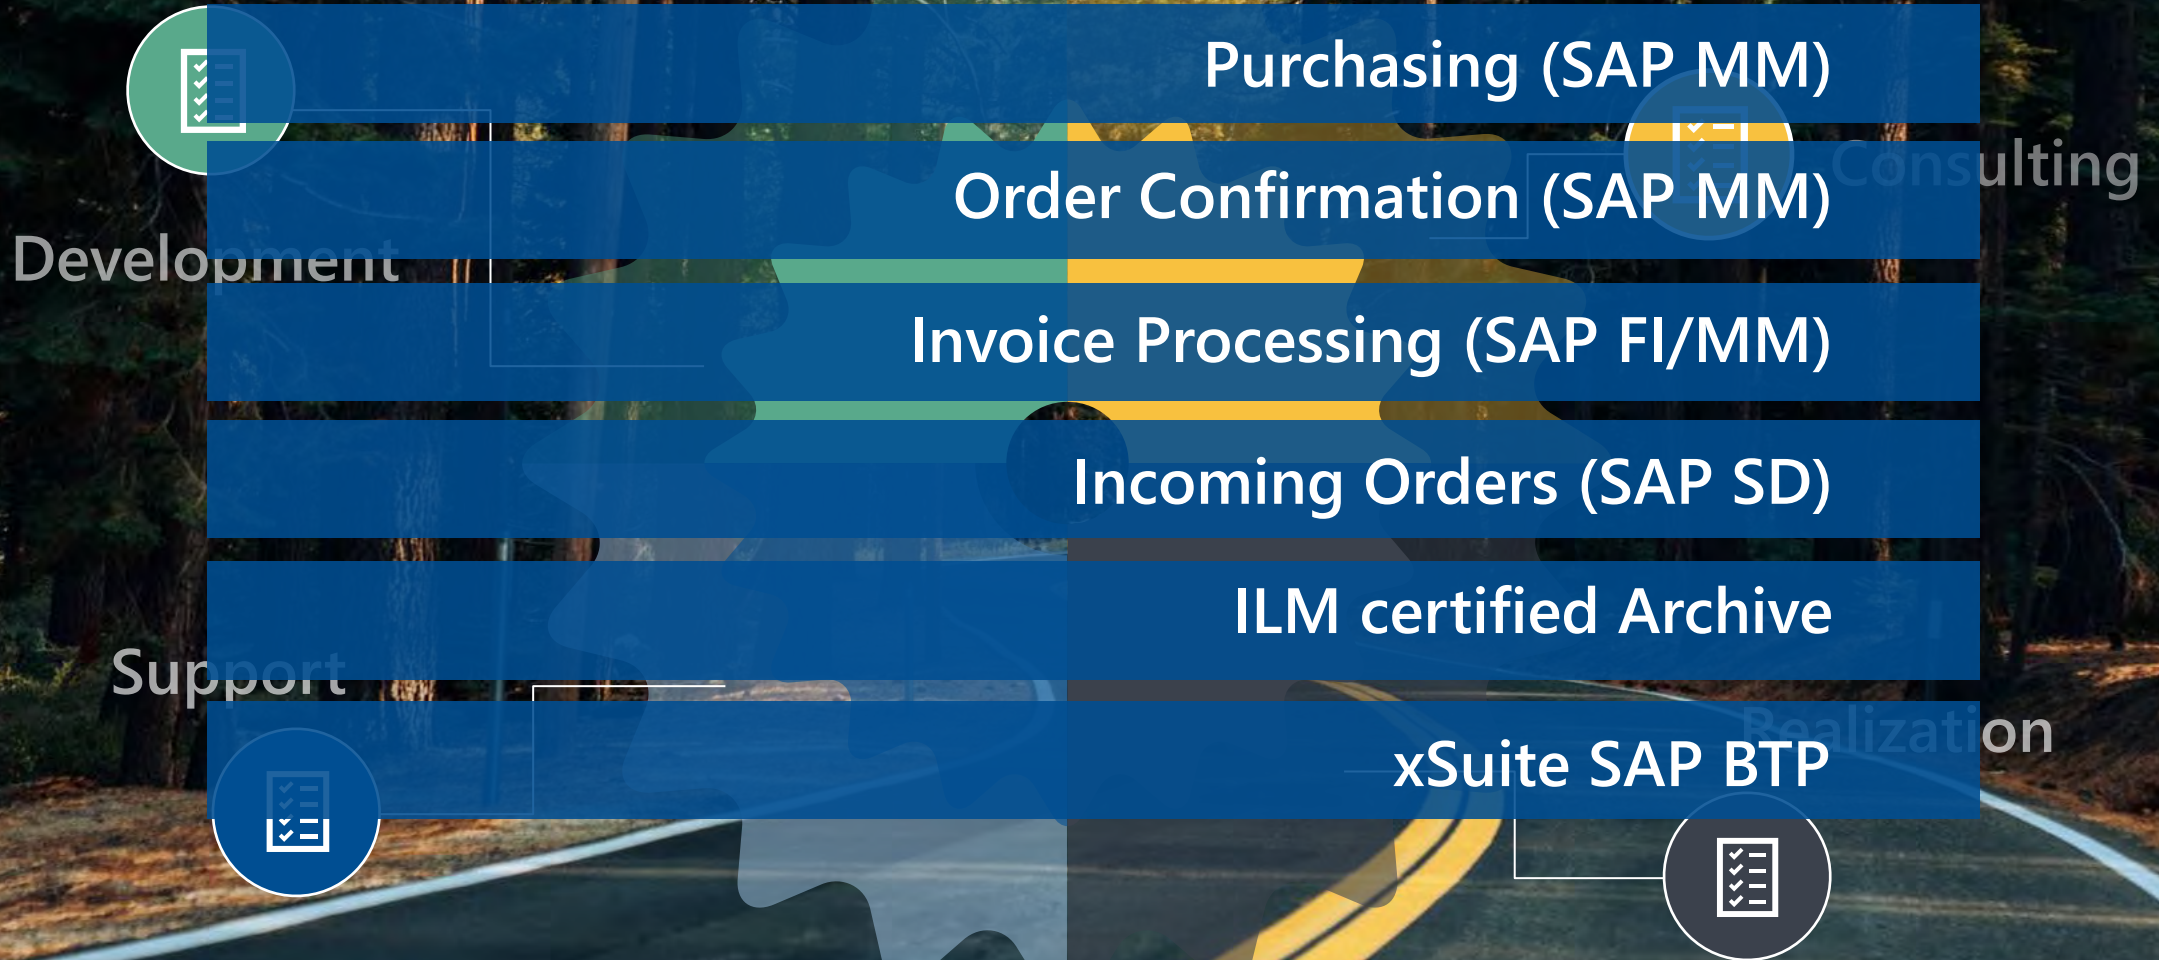 Purchasing (SAP MM)
Consulting
Order Confirmation (SAP MM)
Development
Invoice Processing (SAP FI/MM)
Incoming Orders (SAP SD)
ILM certified Archive
Support
Realization
xSuite SAP BTP